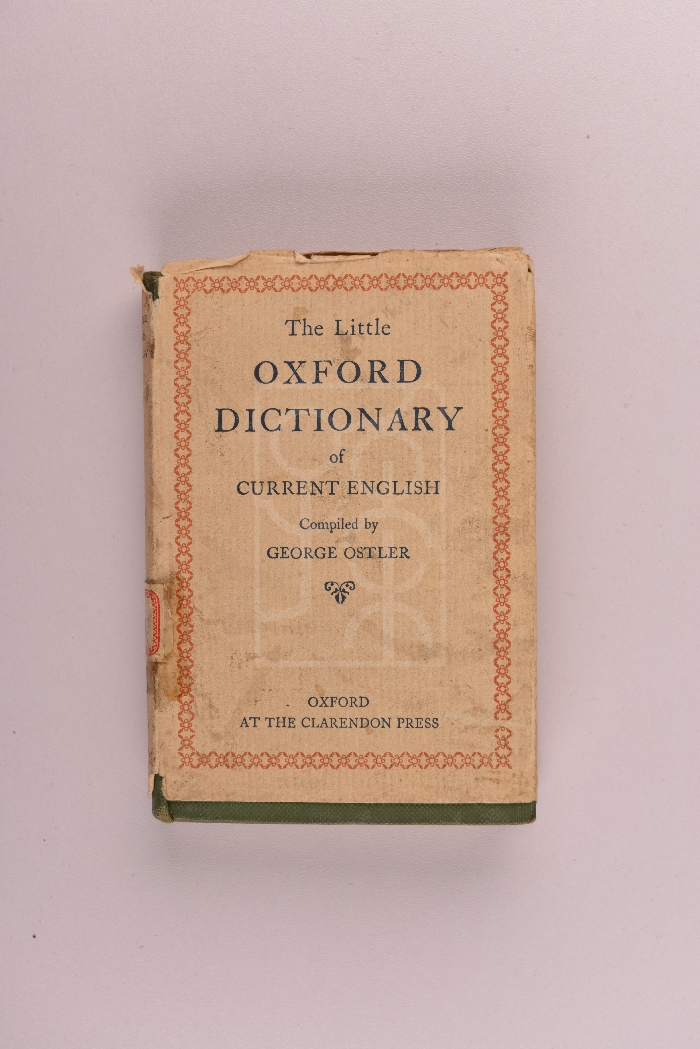 The Little
OXFORD
DICTIONARY
of
CURRENT ENGLISH
Compiled by
GEORGE OSTLER
OXFORD
AT THE CLARENDON PRESS